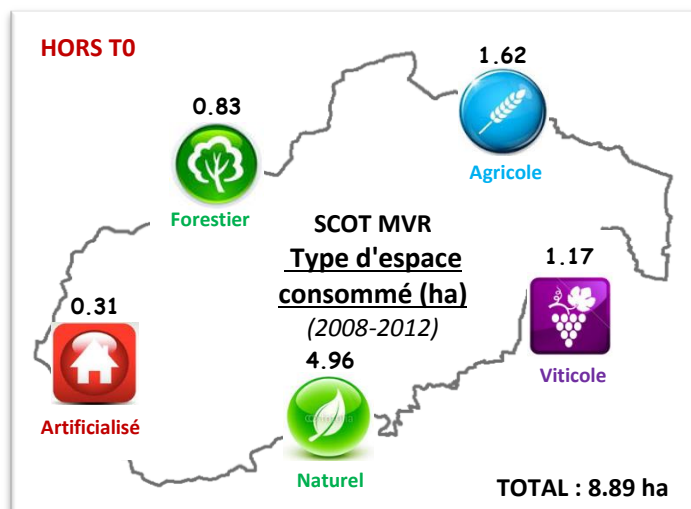 HORS T0
1.62
0.83
Agricole
Forestier
SCOT MVR
Type d'espace
consommé (ha)
(2008-2012)
1.17
0.31
4.96
Viticole
Artificialisé
Naturel
TOTAL : 8.89 ha